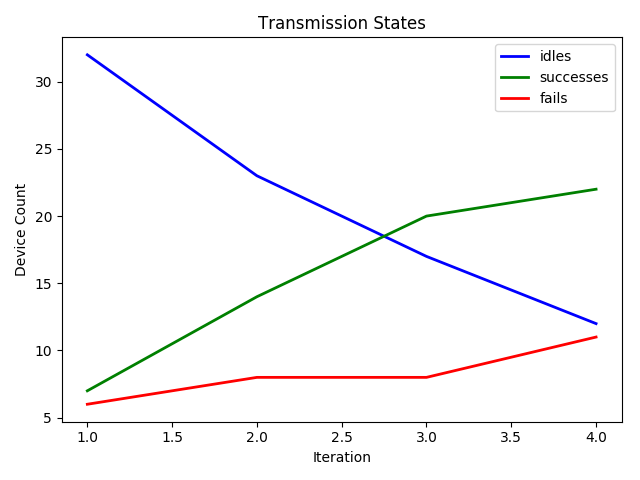 Transmission States
idles
successes
fails
Device Count
30
25
20
15
10
5
1.0 1.5 2.0 2.5 3.0 3.5 4.0
Iteration